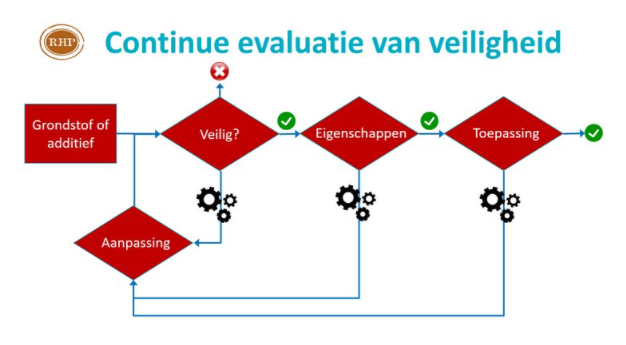 RHP
Continue evaluatie van veiligheid
Grondstof of
additief
Veilig?
Eigenschappen
Toepassing
Aanpassing